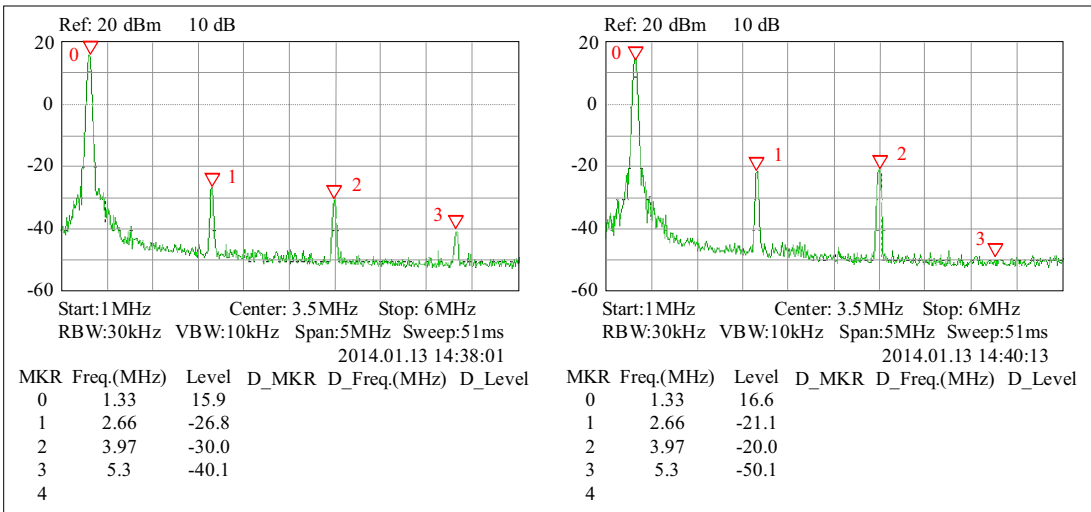 Ref: 20 dBm 10 dB
20
0
-20
-40
-60
0
1
2
3
Start:1MHz Center: 3.5MHz Stop: 6MHz
RBW:30kHz VBW:10kHz Span:5MHz Sweep:51ms
2014.01.13 14:38:01
MKR Freq.(MHz) Level D_MKR D_Freq.(MHz) D_Level
0 1.33 15.9
1 2.66 -26.8
2 3.97 -30.0
3 5.3 -40.1
4
Ref: 20 dBm 10 dB
20
0
-20
-40
-60
0
1
2
3
Start:1MHz Center: 3.5MHz Stop: 6MHz
RBW:30kHz VBW:10kHz Span:5MHz Sweep:51ms
2014.01.13 14:40:13
MKR Freq.(MHz) Level D_MKR D_Freq.(MHz) D_Level
0 1.33 16.6
1 2.66 -21.1
2 3.97 -20.0
3 5.3 -50.1
4